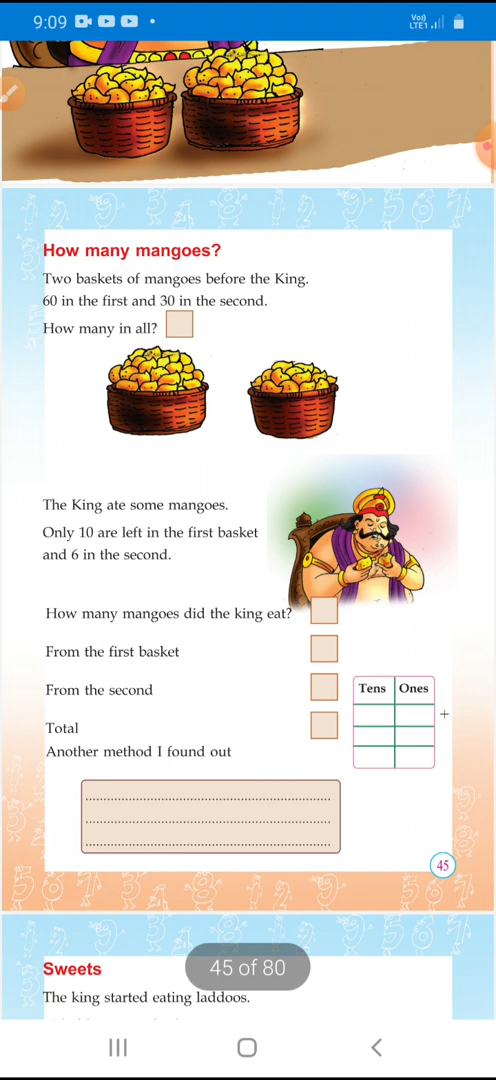 9:09
Vo)
LTE1
How many mangoes?
Two baskets of mangoes before the King.
60 in the first and 30 in the second.
How many in all?
The King ate some mangoes.
Only 10 are left in the first basket
and 6 in the second.
How many mangoes did the king eat?
From the first basket
From the second
Total
Tens Ones
+
Another method I found out
45
45 of 80
Sweets
The king started eating laddoos.